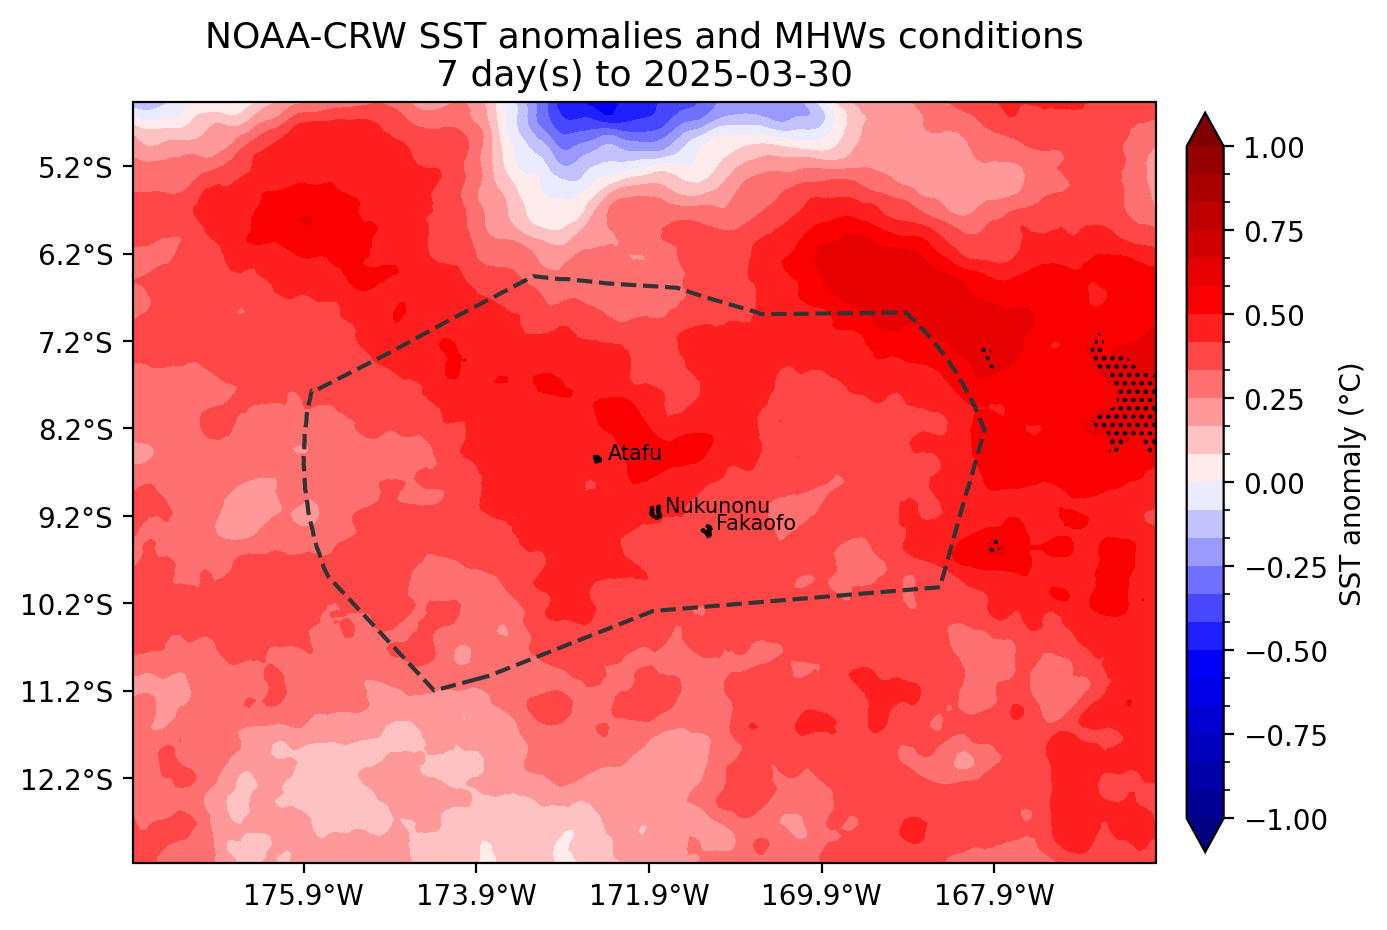 NOAA-CRW SST anomalies and MHWs conditions
7 day(s) to 2025-03-30
5.2°S
6.2°S
7.2°S
8.2°S
9.2°S
10.2°S
11.2°S
12.2°S
Atafu
Nukunonu
Fakaofo
175.9°W
173.9°W
171.9°W
169.9°W
167.9°W
1.00
0.75
0.50
0.25
0.00
−0.25
−0.50
−0.75
−1.00
SST anomaly (°C)